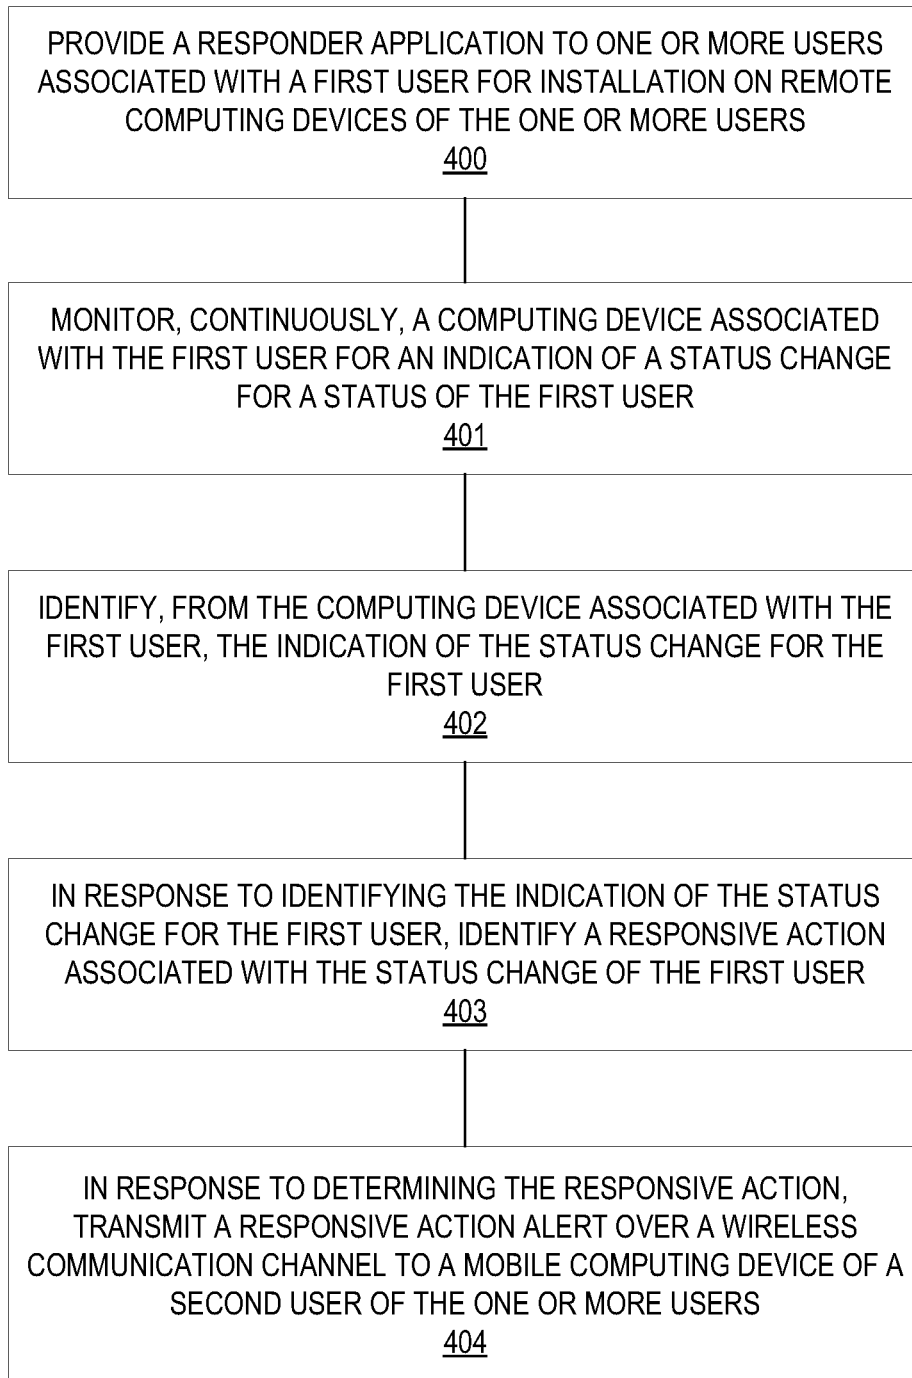 PROVIDE A RESPONDER APPLICATION TO ONE OR MORE USERS
ASSOCIATED WITH A FIRST USER FOR INSTALLATION ON REMOTE
COMPUTING DEVICES OF THE ONE OR MORE USERS
400
MONITOR, CONTINUOUSLY, A COMPUTING DEVICE ASSOCIATED
WITH THE FIRST USER FOR AN INDICATION OF A STATUS CHANGE
FOR A STATUS OF THE FIRST USER
401
IDENTIFY, FROM THE COMPUTING DEVICE ASSOCIATED WITH THE
FIRST USER, THE INDICATION OF THE STATUS CHANGE FOR THE
FIRST USER
402
IN RESPONSE TO IDENTIFYING THE INDICATION OF THE STATUS
CHANGE FOR THE FIRST USER, IDENTIFY A RESPONSIVE ACTION
ASSOCIATED WITH THE STATUS CHANGE OF THE FIRST USER
403
IN RESPONSE TO DETERMINING THE RESPONSIVE ACTION,
TRANSMIT A RESPONSIVE ACTION ALERT OVER A WIRELESS
COMMUNICATION CHANNEL TO A MOBILE COMPUTING DEVICE OF A
SECOND USER OF THE ONE OR MORE USERS
404